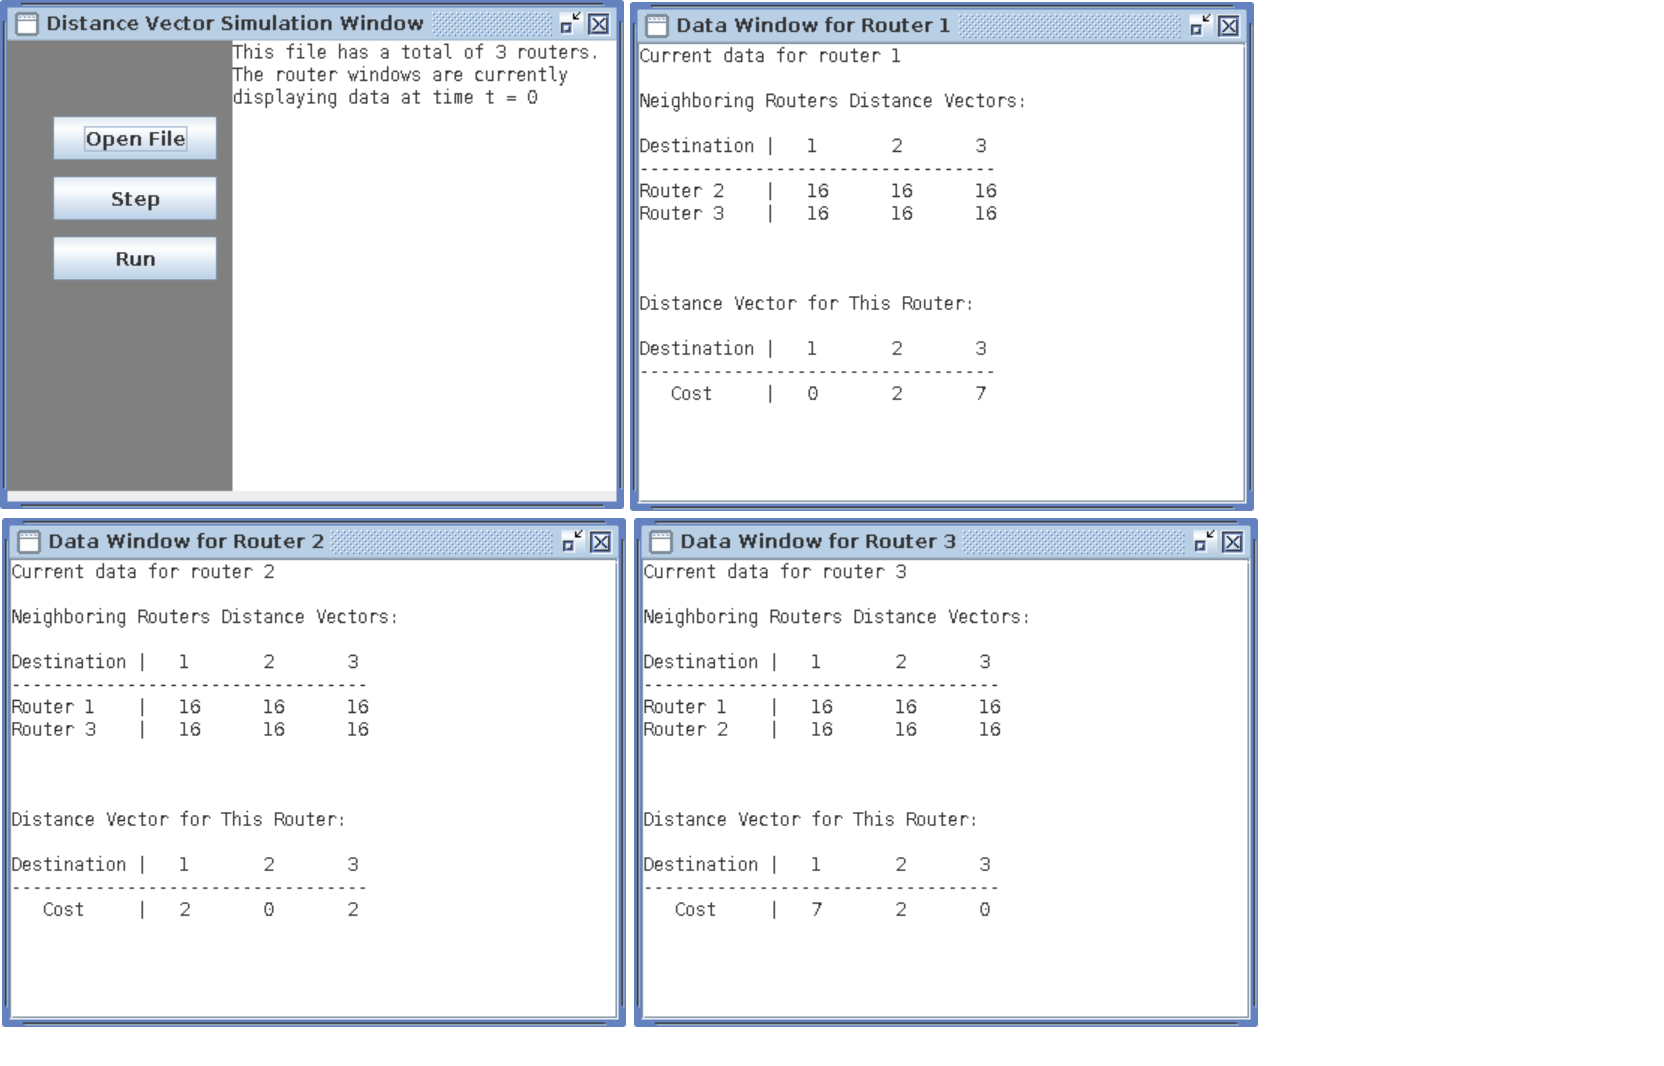 Distance Vector Simulation Window
This file has a total of 3 routers.
The router windows are currently
displaying data at time t = 0
Open File
Step
Run
Data Window for Router 1
Current data for router 1
Neighboring Routers Distance Vectors:
Destination | 1 2 3
----------------------------------
Router 2 | 16 16 16
Router 3 | 16 16 16
Distance Vector for This Router:
Destination | 1 2 3
----------------------------------
Cost | 0 2 7
Data Window for Router 2
Current data for router 2
Neighboring Routers Distance Vectors:
Destination | 1 2 3
----------------------------------
Router 1 | 16 16 16
Router 3 | 16 16 16
Distance Vector for This Router:
Destination | 1 2 3
----------------------------------
Cost | 2 0 2
Data Window for Router 3
Current data for router 3
Neighboring Routers Distance Vectors:
Destination | 1 2 3
----------------------------------
Router 1 | 16 16 16
Router 2 | 16 16 16
Distance Vector for This Router:
Destination | 1 2 3
----------------------------------
Cost | 7 2 0